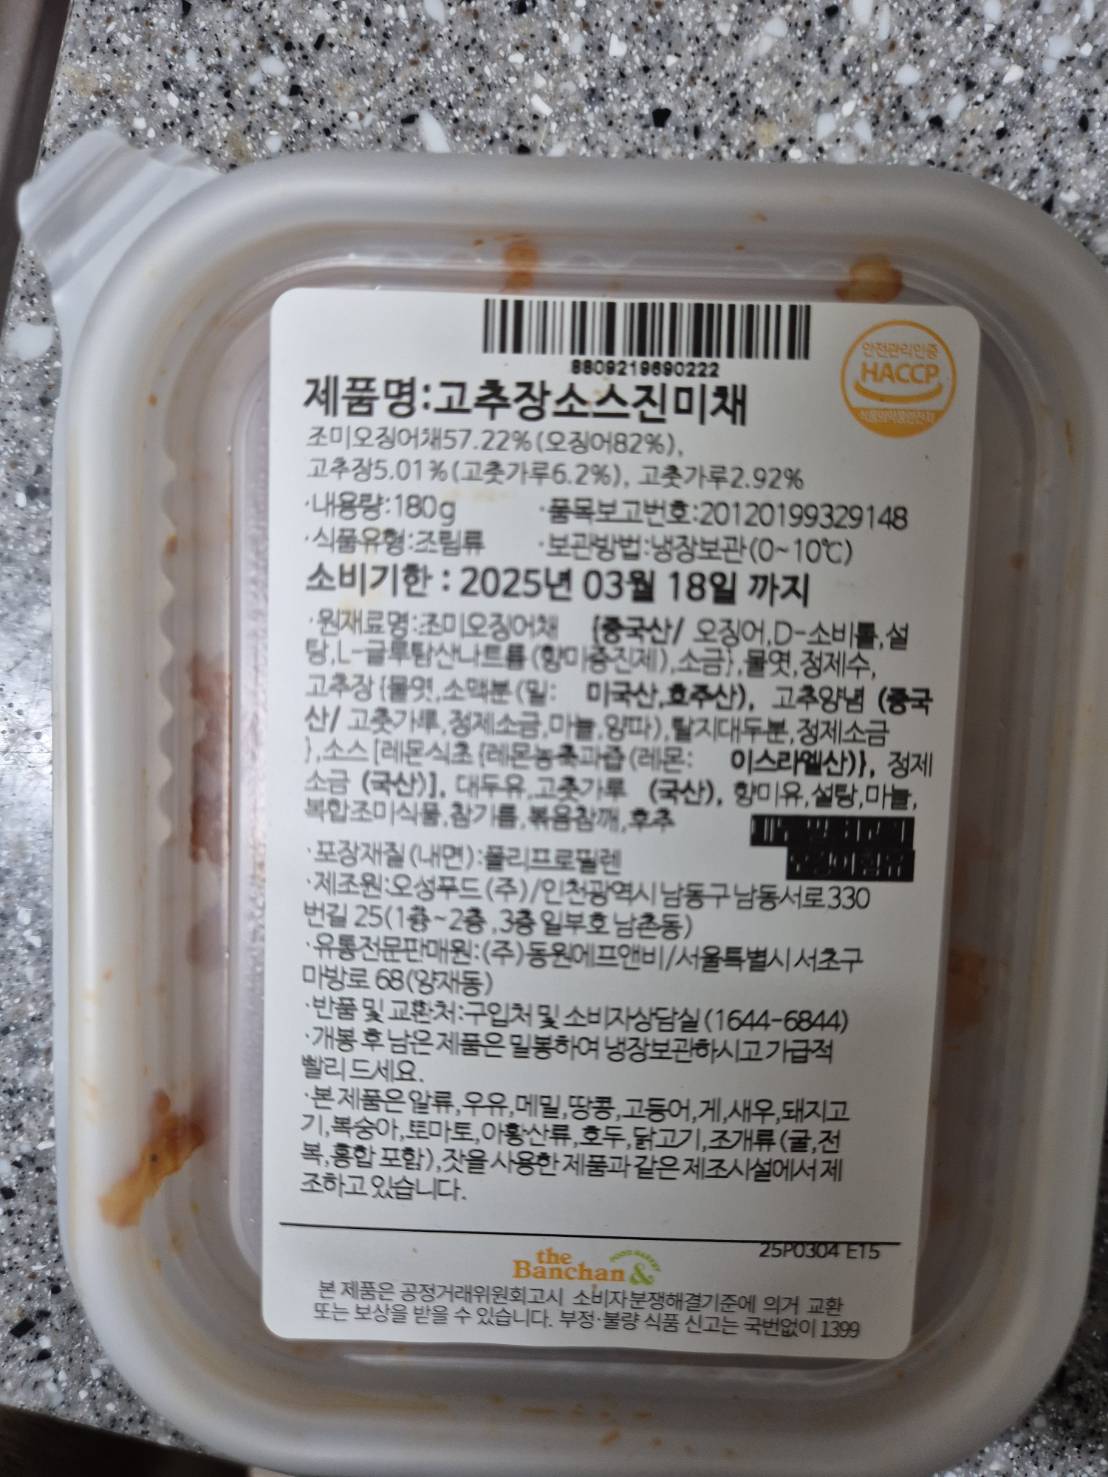 8809219690222
안전관리인증
HACCP
식품의약품안전처
제품명:고추장소스진미채
조미오징어채57.22%(오징어82%),
고추장5.01%(고춧가루6.2%), 고춧가루2.92%
·내용량:180g ·품목보고번호:20120199329148
·식품유형:조림류 ·보관방법:냉장보관(0~10℃)
소비기한 : 2025년 03월 18일 까지
·원재료명:조미오징어채 {중국산/ 오징어,D-소비톨,설
탕,L-글루탐산나트륨(향미증진제),소금},물엿,정제수,
고추장{물엿,소맥분(밀: 미국산,호주산), 고추양념 (중국
산/ 고춧가루,정제소금,마늘,양파),탈지대두분,정제소금
},소스[레몬식초{레몬농축과즙(레몬: 이스라엘산)}, 정제
소금 (국산)], 대두유,고춧가루 (국산), 향미유,설탕,마늘,
복합조미식품,참기름,볶음참깨,후추
오징어 함유
·포장재질(내면):폴리프로필렌
·제조원:오성푸드(주)/인천광역시 남동구 남동서로330
번길 25(1층~2층,3층 일부호 남촌동)
·유통전문판매원:(주)동원에프앤비/서울특별시 서초구
마방로 68(양재동)
·반품 및 교환처:구입처 및 소비자상담실(1644-6844)
·개봉 후 남은 제품은 밀봉하여 냉장보관하시고 가급적
빨리 드세요.
·본 제품은 알류,우유,메밀,땅콩,고등어,게,새우,돼지고
기,복숭아,토마토,아황산류,호두,닭고기,조개류(굴,전
복,홍합 포함),잣을 사용한 제품과 같은 제조시설에서 제
조하고 있습니다.
25P0304 E15
the
Banchan &
FOOD MARKET
본 제품은 공정거래위원회고시 소비자분쟁해결기준에 의거 교환
또는 보상을 받을 수 있습니다. 부정·불량 식품 신고는 국번없이 1399